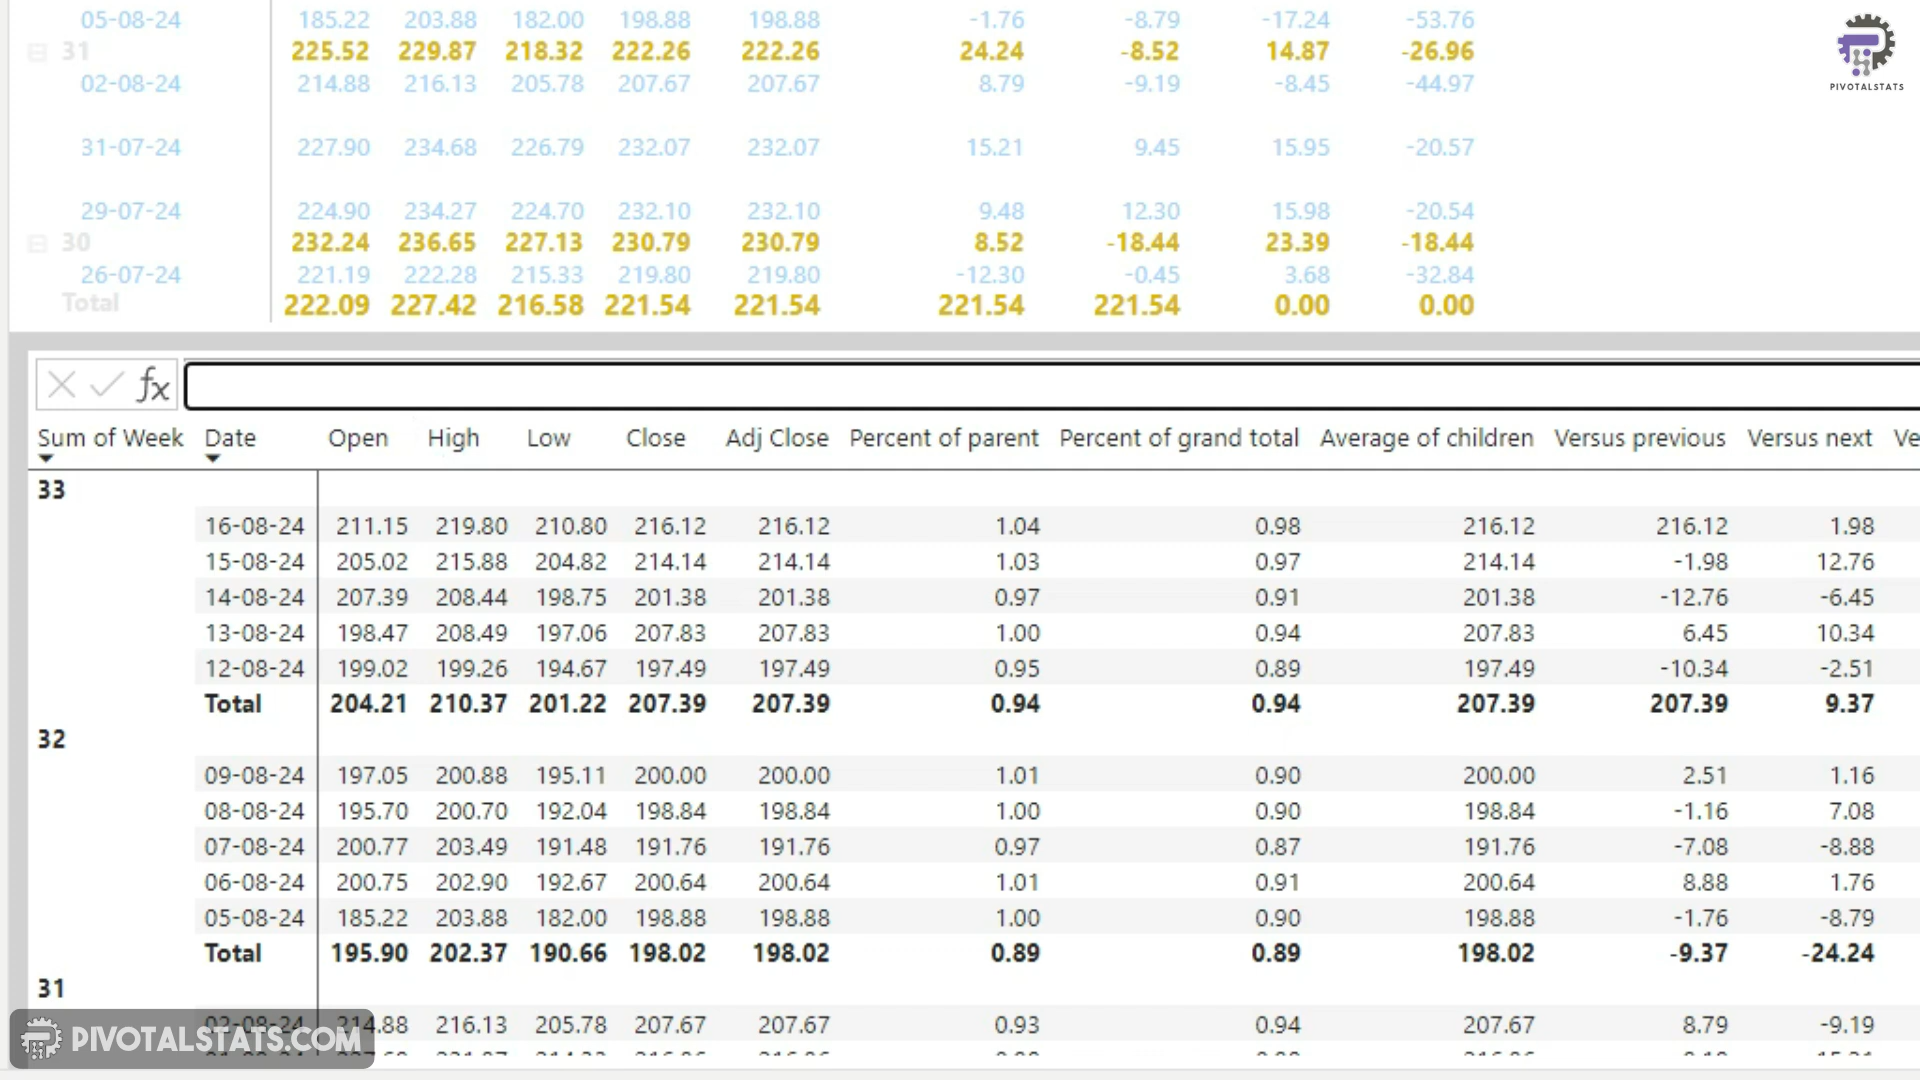 05-08-24 185.22 203.88 182.00 198.88 198.88 -1.76 -8.79 -17.24 -53.76
31 225.52 229.87 218.32 222.26 222.26 24.24 -8.52 14.87 -26.96
02-08-24 214.88 216.13 205.78 207.67 207.67 8.79 -9.19 -8.45 -44.97
PIVOTALSTATS
31-07-24 227.90 234.68 226.79 232.07 232.07 15.21 9.45 15.95 -20.57
29-07-24 224.90 234.27 224.70 232.10 232.10 9.48 12.30 15.98 -20.54
30 232.24 236.65 227.13 230.79 230.79 8.52 -18.44 23.39 -18.44
26-07-24 221.19 222.28 215.33 219.80 219.80 -12.30 -0.45 3.68 -32.84
Total 222.09 227.42 216.58 221.54 221.54 221.54 221.54 0.00 0.00
fx
Sum of Week Date Open High Low Close Adj Close Percent of parent Percent of grand total Average of children Versus previous Versus next Ve
33
16-08-24 211.15 219.80 210.80 216.12 216.12 1.04 0.98 216.12 216.12 1.98
15-08-24 205.02 215.88 204.82 214.14 214.14 1.03 0.97 214.14 -1.98 12.76
14-08-24 207.39 208.44 198.75 201.38 201.38 0.97 0.91 201.38 -12.76 -6.45
13-08-24 198.47 208.49 197.06 207.83 207.83 1.00 0.94 207.83 6.45 10.34
12-08-24 199.02 199.26 194.67 197.49 197.49 0.95 0.89 197.49 -10.34 -2.51
Total 204.21 210.37 201.22 207.39 207.39 0.94 0.94 207.39 207.39 9.37
32
09-08-24 197.05 200.88 195.11 200.00 200.00 1.01 0.90 200.00 2.51 1.16
08-08-24 195.70 200.70 192.04 198.84 198.84 1.00 0.90 198.84 -1.16 7.08
07-08-24 200.77 203.49 191.48 191.76 191.76 0.97 0.87 191.76 -7.08 -8.88
06-08-24 200.75 202.90 192.67 200.64 200.64 1.01 0.91 200.64 8.88 1.76
05-08-24 185.22 203.88 182.00 198.88 198.88 1.00 0.90 198.88 -1.76 -8.79
Total 195.90 202.37 190.66 198.02 198.02 0.89 0.89 198.02 -9.37 -24.24
31
02-08-24 214.88 216.13 205.78 207.67 207.67 0.93 0.94 207.67 8.79 -9.19
PIVOTALSTATS.COM